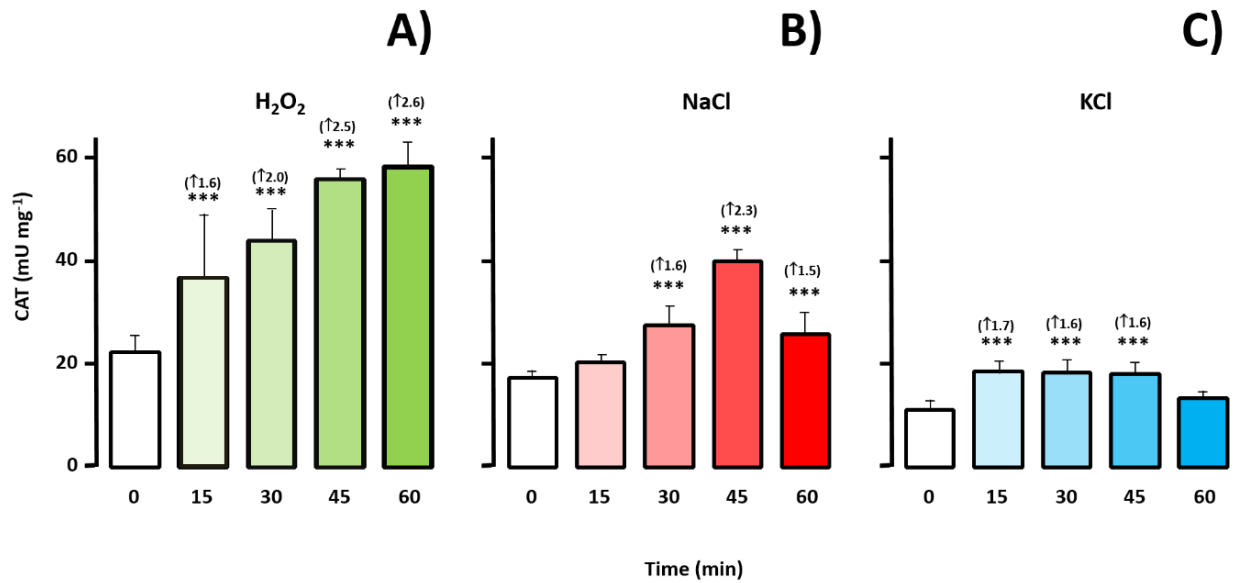 A)
B)
C)
H₂O₂
NaCl
KCl
CAT (mU mg⁻¹)
60
40
20
0
(↑1.6)
***
(↑2.0)
***
(↑2.5)
***
(↑2.6)
***
(↑1.6)
***
(↑2.3)
***
(↑1.5)
***
(↑1.7)
***
(↑1.6)
***
(↑1.6)
***
0 15 30 45 60
0 15 30 45 60
0 15 30 45 60
Time (min)